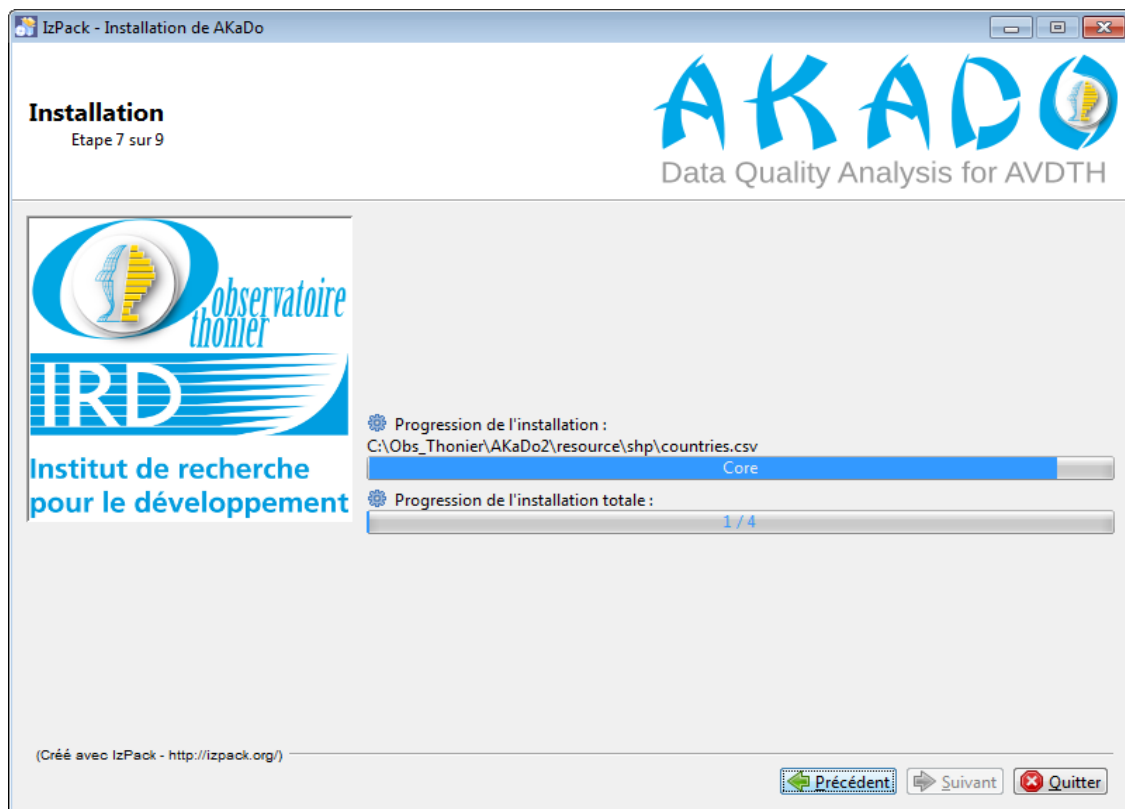 IzPack - Installation de AKaDo
Installation
Etape 7 sur 9
AKADO
Data Quality Analysis for AVDTH
observatoire
thonier
IRD
Institut de recherche
pour le développement
Progression de l'installation :
C:\Obs_Thonier\AKaDo2\resource\shp\countries.csv
Core
Progression de l'installation totale :
1 / 4
(Créé avec IzPack - http://izpack.org/)
Précédent
Suivant
Quitter